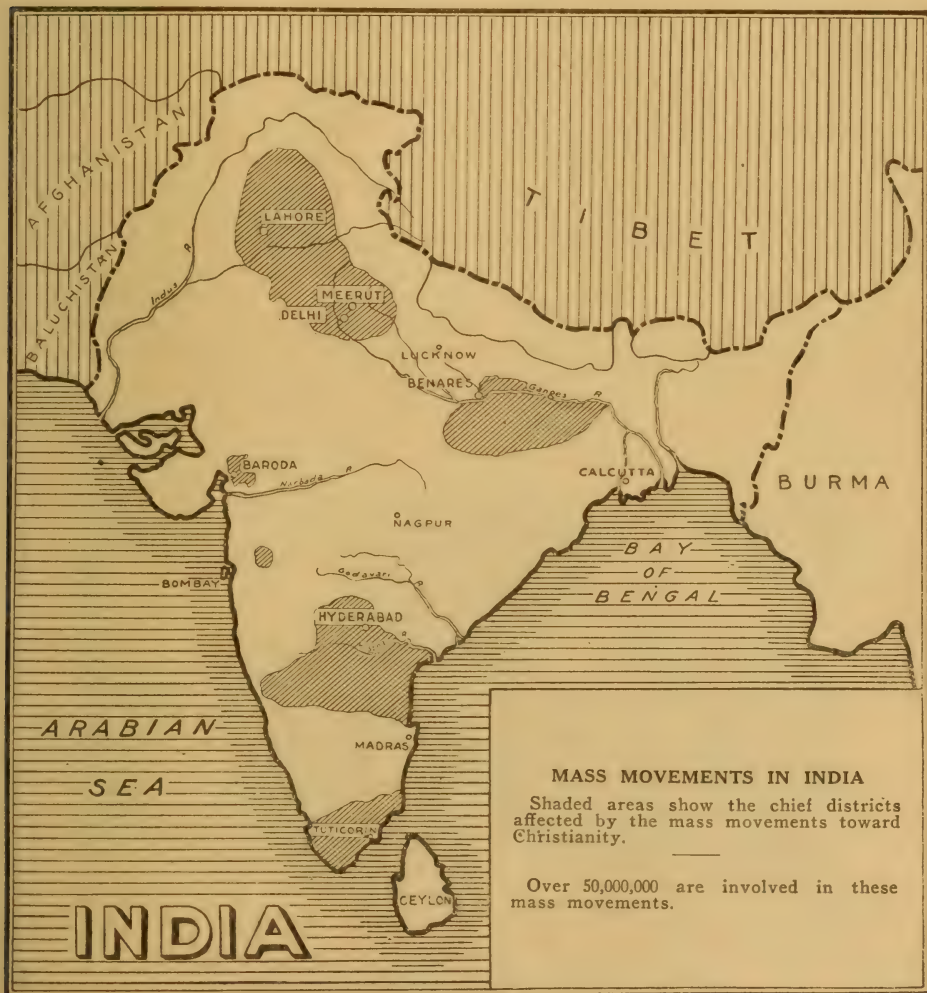 AFGHANISTAN
BALUCHISTAN
TIBET
LAHORE
Indus R
MEERUT
DELHI
LUCKNOW
BENARES
Ganges R
CALCUTTA
BURMA
BARODA
Narbada R
NAGPUR
BAY
OF
BENGAL
BOMBAY
Godavari R
HYDERABAD
ARABIAN
SEA
MADRAS
TUTICORIN
CEYLON
INDIA
MASS MOVEMENTS IN INDIA
Shaded areas show the chief districts
affected by the mass movements toward
Christianity.
Over 50,000,000 are involved in these
mass movements.